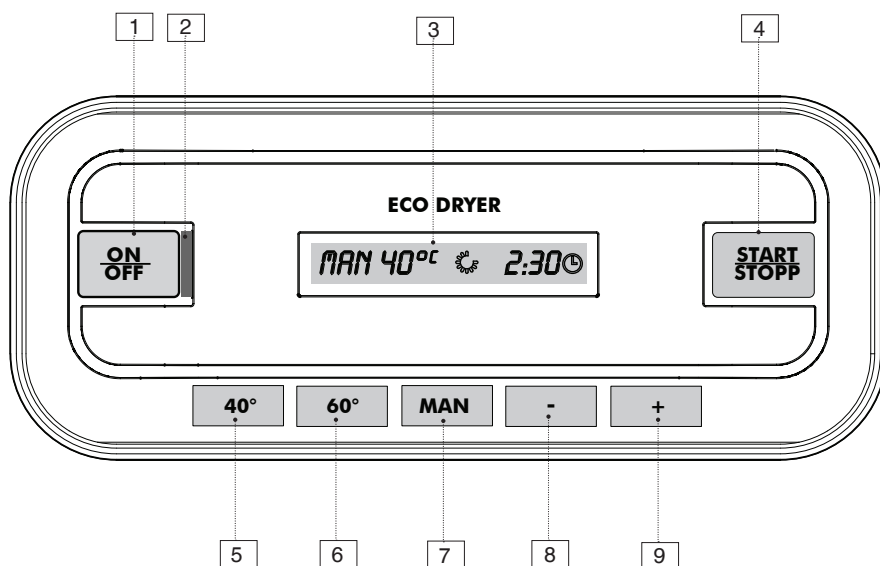 1 2 3 4
ECO DRYER
ON
OFF
MAN 40°C 2:30
START
STOPP
40° 60° MAN - +
5 6 7 8 9